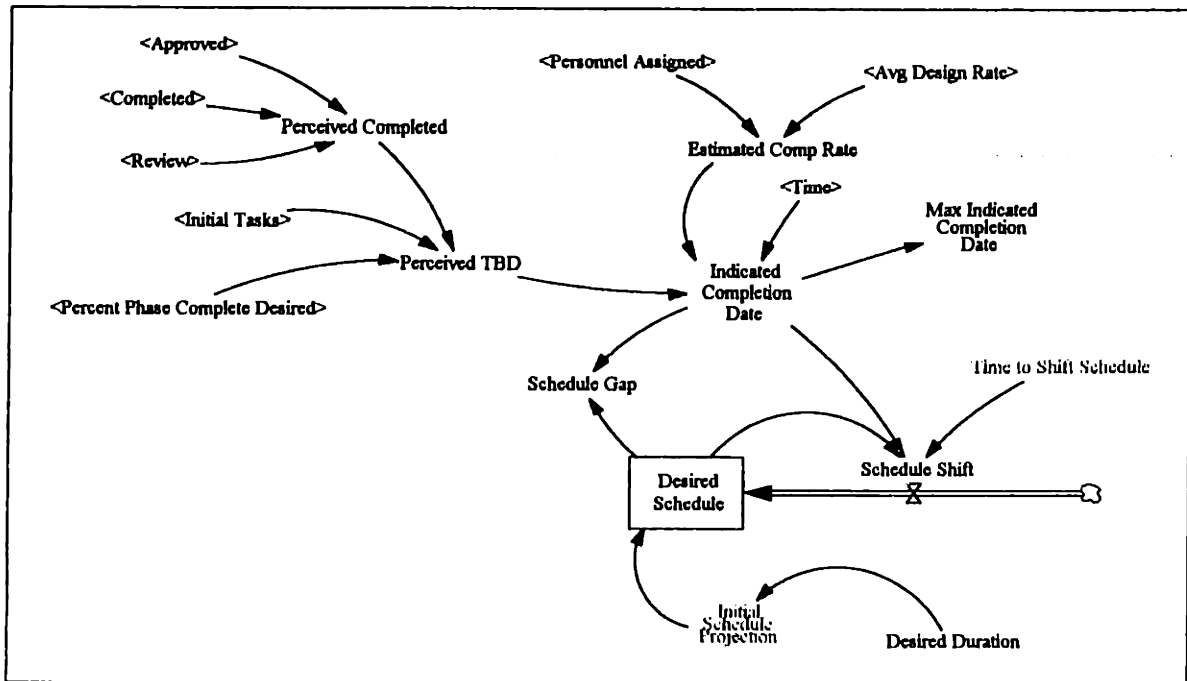 <Approved>
<Personnel Assigned>
<Avg Design Rate>
<Completed>
Perceived Completed
<Review>
Estimated Comp Rate
<Time>
<Initial Tasks>
Max Indicated
Completion
Date
Perceived TBD
Indicated
Completion
Date
<Percent Phase Complete Desired>
Schedule Gap
Time to Shift Schedule
Schedule Shift
Desired
Schedule
Initial
Schedule
Projection
Desired Duration